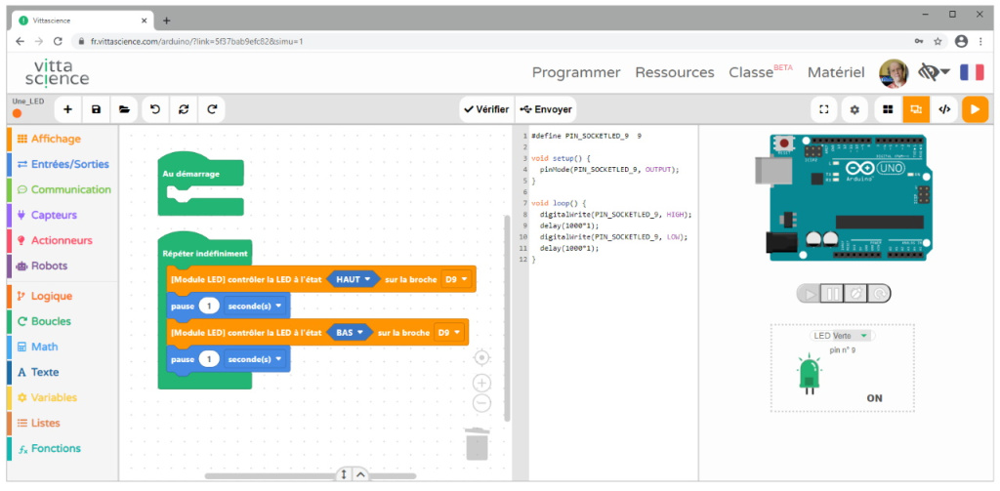 Vittascience
fr.vittascience.com/arduino/?link=5f37bab9efc82&simu=1
vitta
science
Programmer Ressources Classe BETA Matériel
Une_LED
Vérifier Envoyer
Affichage
Entrées/Sorties
Communication
Capteurs
Actionneurs
Robots
Logique
Boucles
Math
Texte
Variables
Listes
Fonctions
Au démarrage
Répéter indéfiniment
[Module LED] contrôler la LED à l'état HAUT sur la broche D9
pause 1 seconde(s)
[Module LED] contrôler la LED à l'état BAS sur la broche D9
pause 1 seconde(s)
1 #define PIN_SOCKETLED_9 9
2
3 void setup() {
4 pinMode(PIN_SOCKETLED_9, OUTPUT);
5 }
6
7 void loop() {
8 digitalWrite(PIN_SOCKETLED_9, HIGH);
9 delay(1000*1);
10 digitalWrite(PIN_SOCKETLED_9, LOW);
11 delay(1000*1);
12 }
RESET
UNO
Arduino
LED Verte
pin n° 9
ON